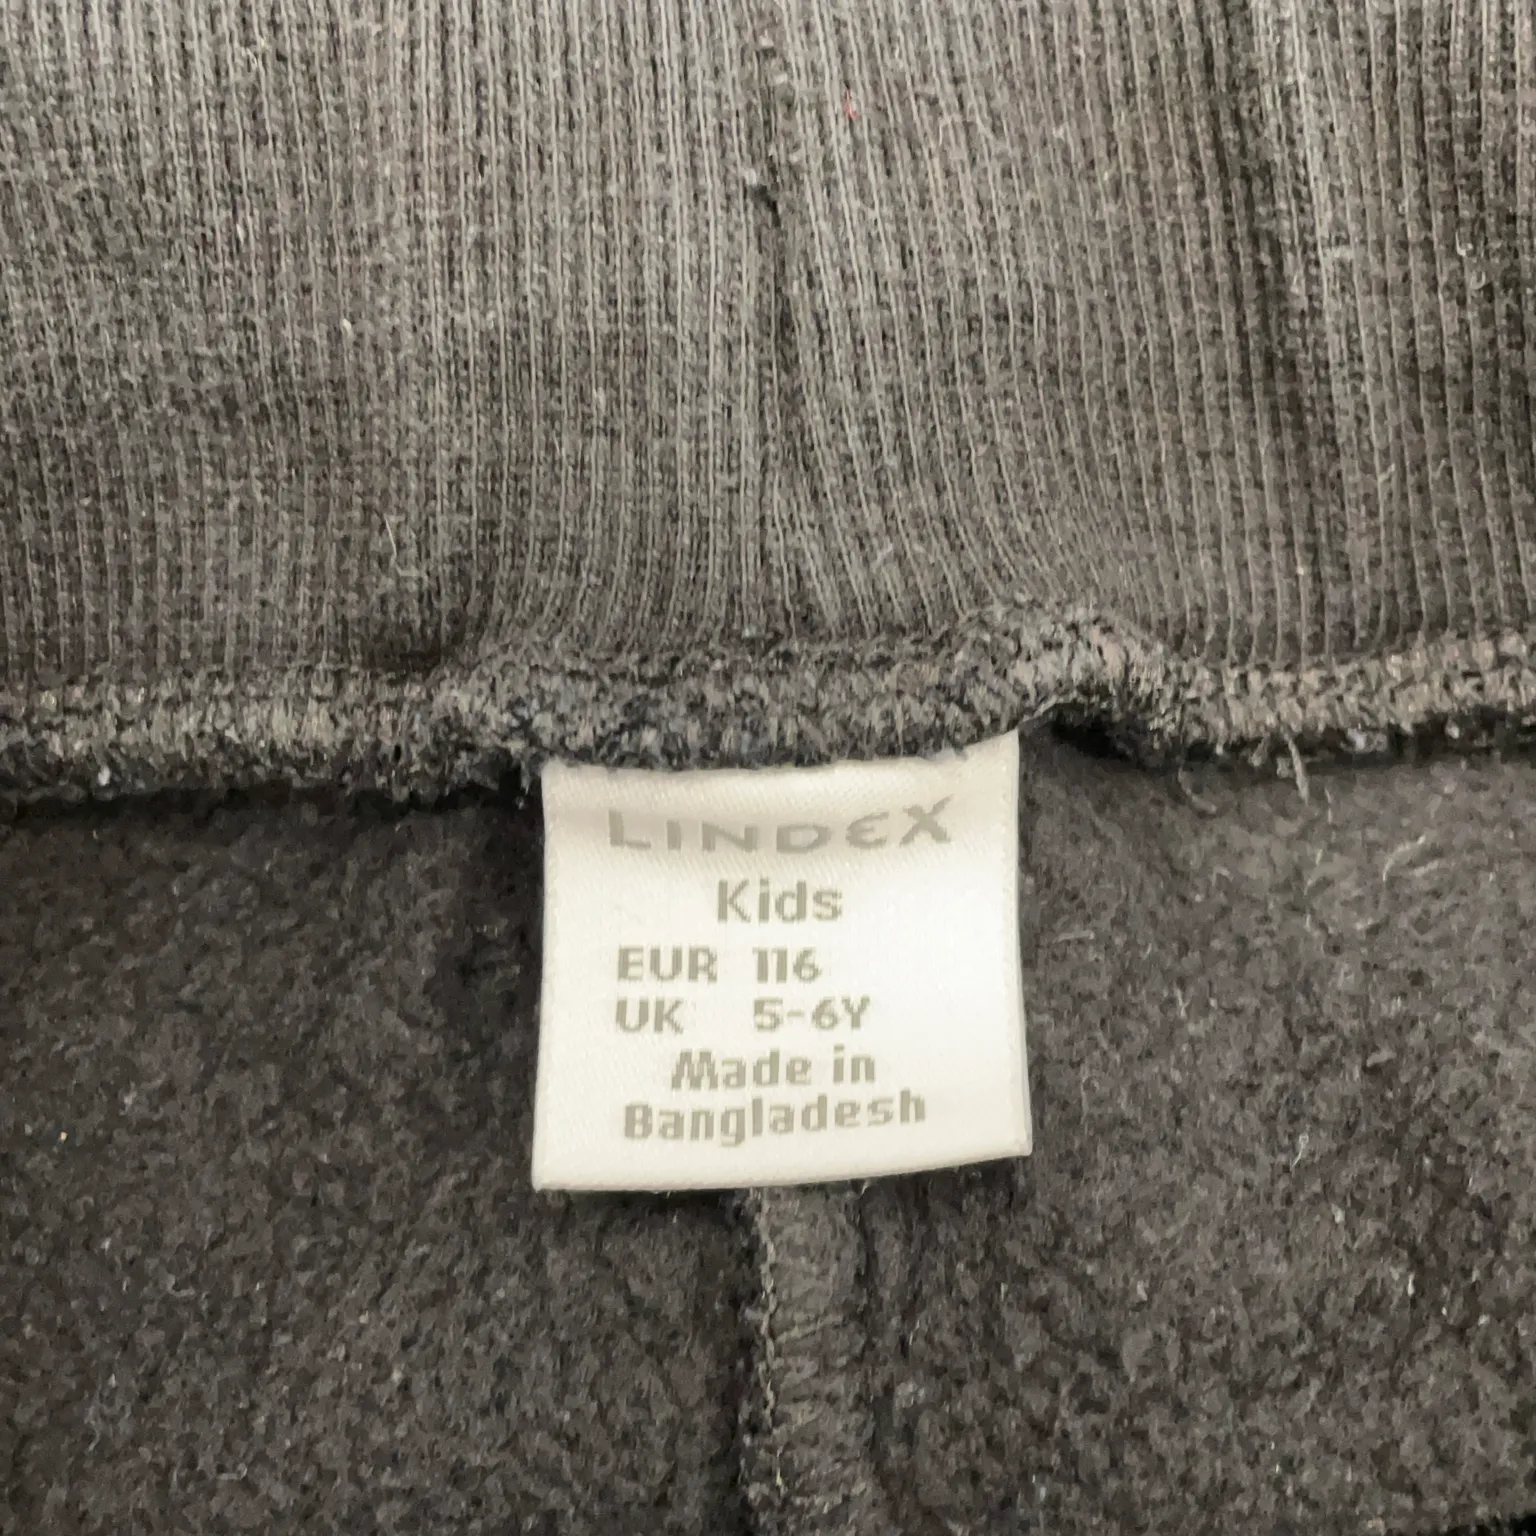 LINDEX
Kids
EUR 116
UK 5-6Y
Made in
Bangladesh